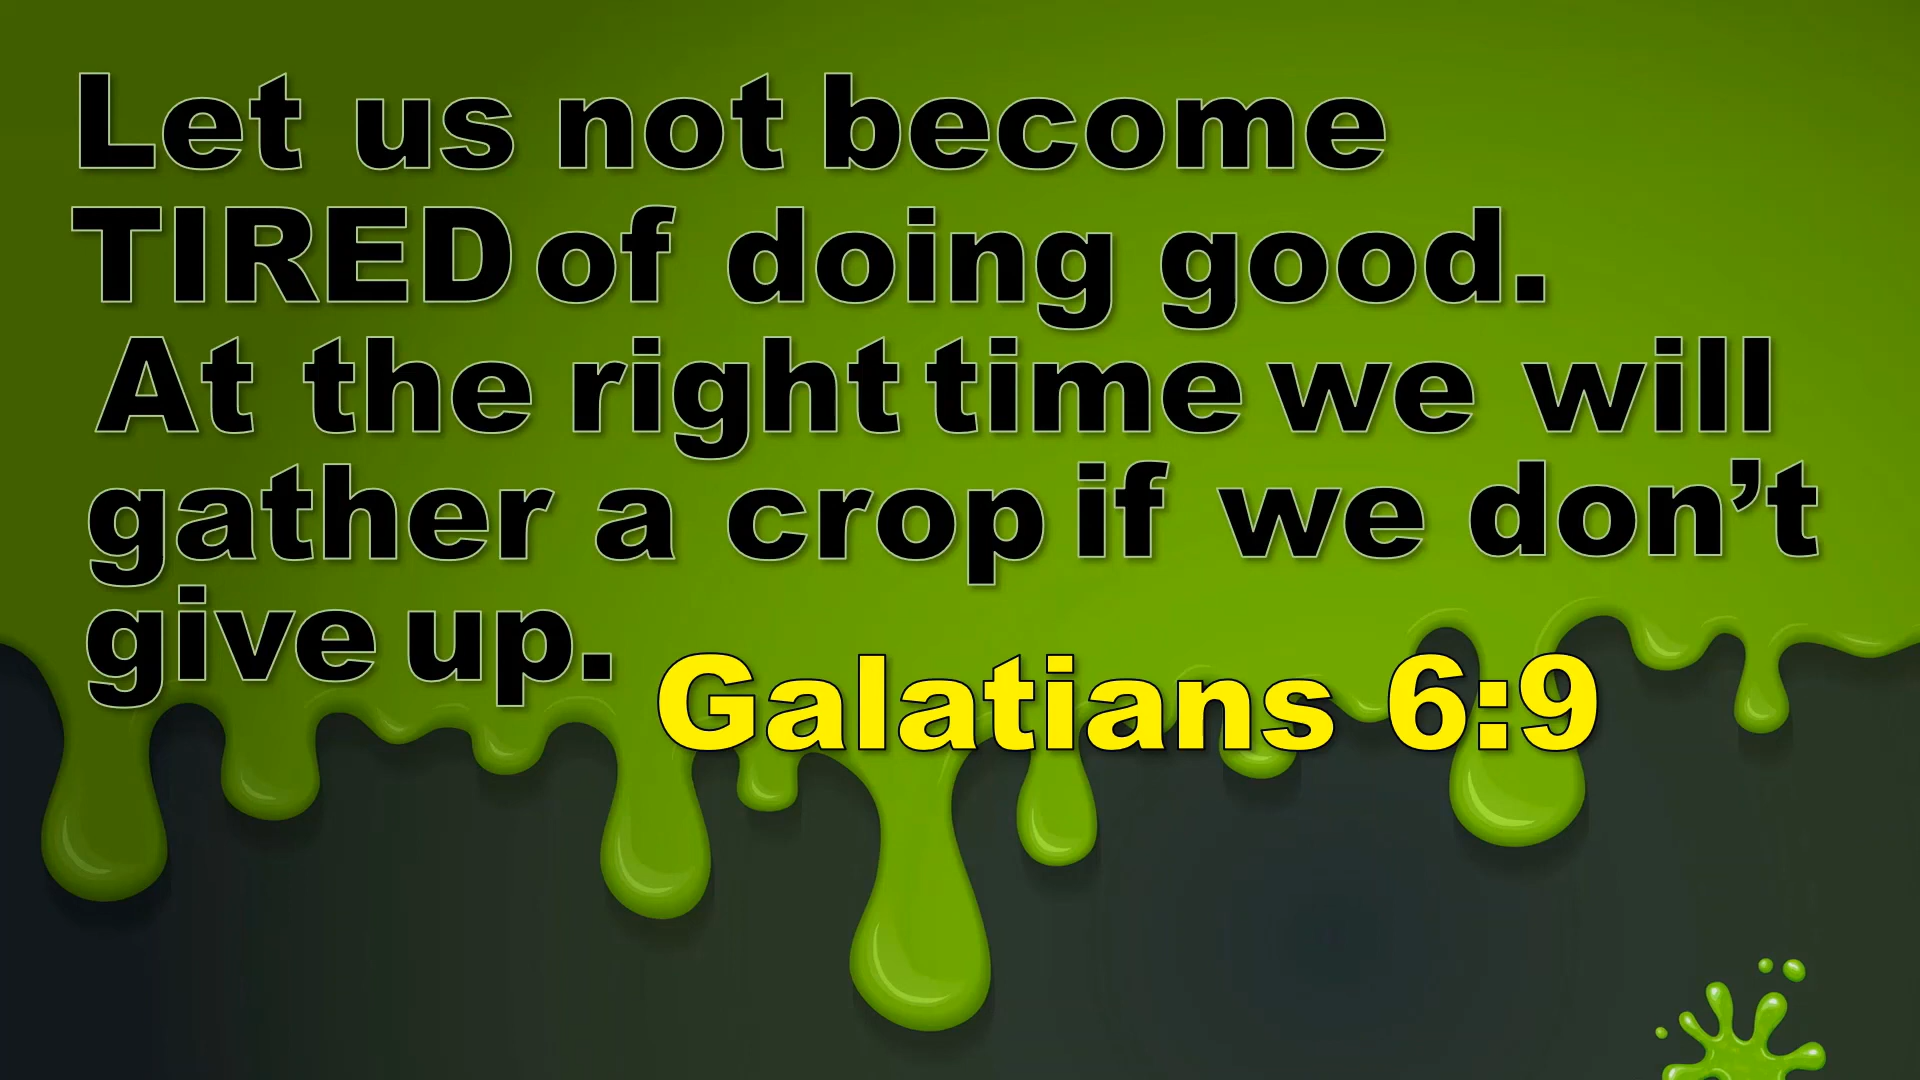 Let us not become
TIRED of doing good.
At the right time we will
gather a crop if we don’t
give up.
Galatians 6:9